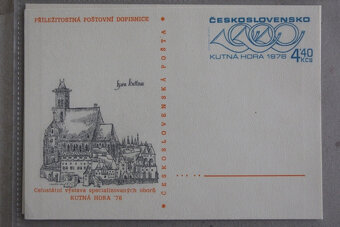 PŘÍLEŽITOSTNÁ POŠTOVNÍ DOPISNICE
Celostátní výstava specializovaných oborů
KUTNÁ HORA '78
ČESKOSLOVENSKÁ POŠTA
ČESKOSLOVENSKO
4.40
Kčs
KUTNÁ HORA 1978